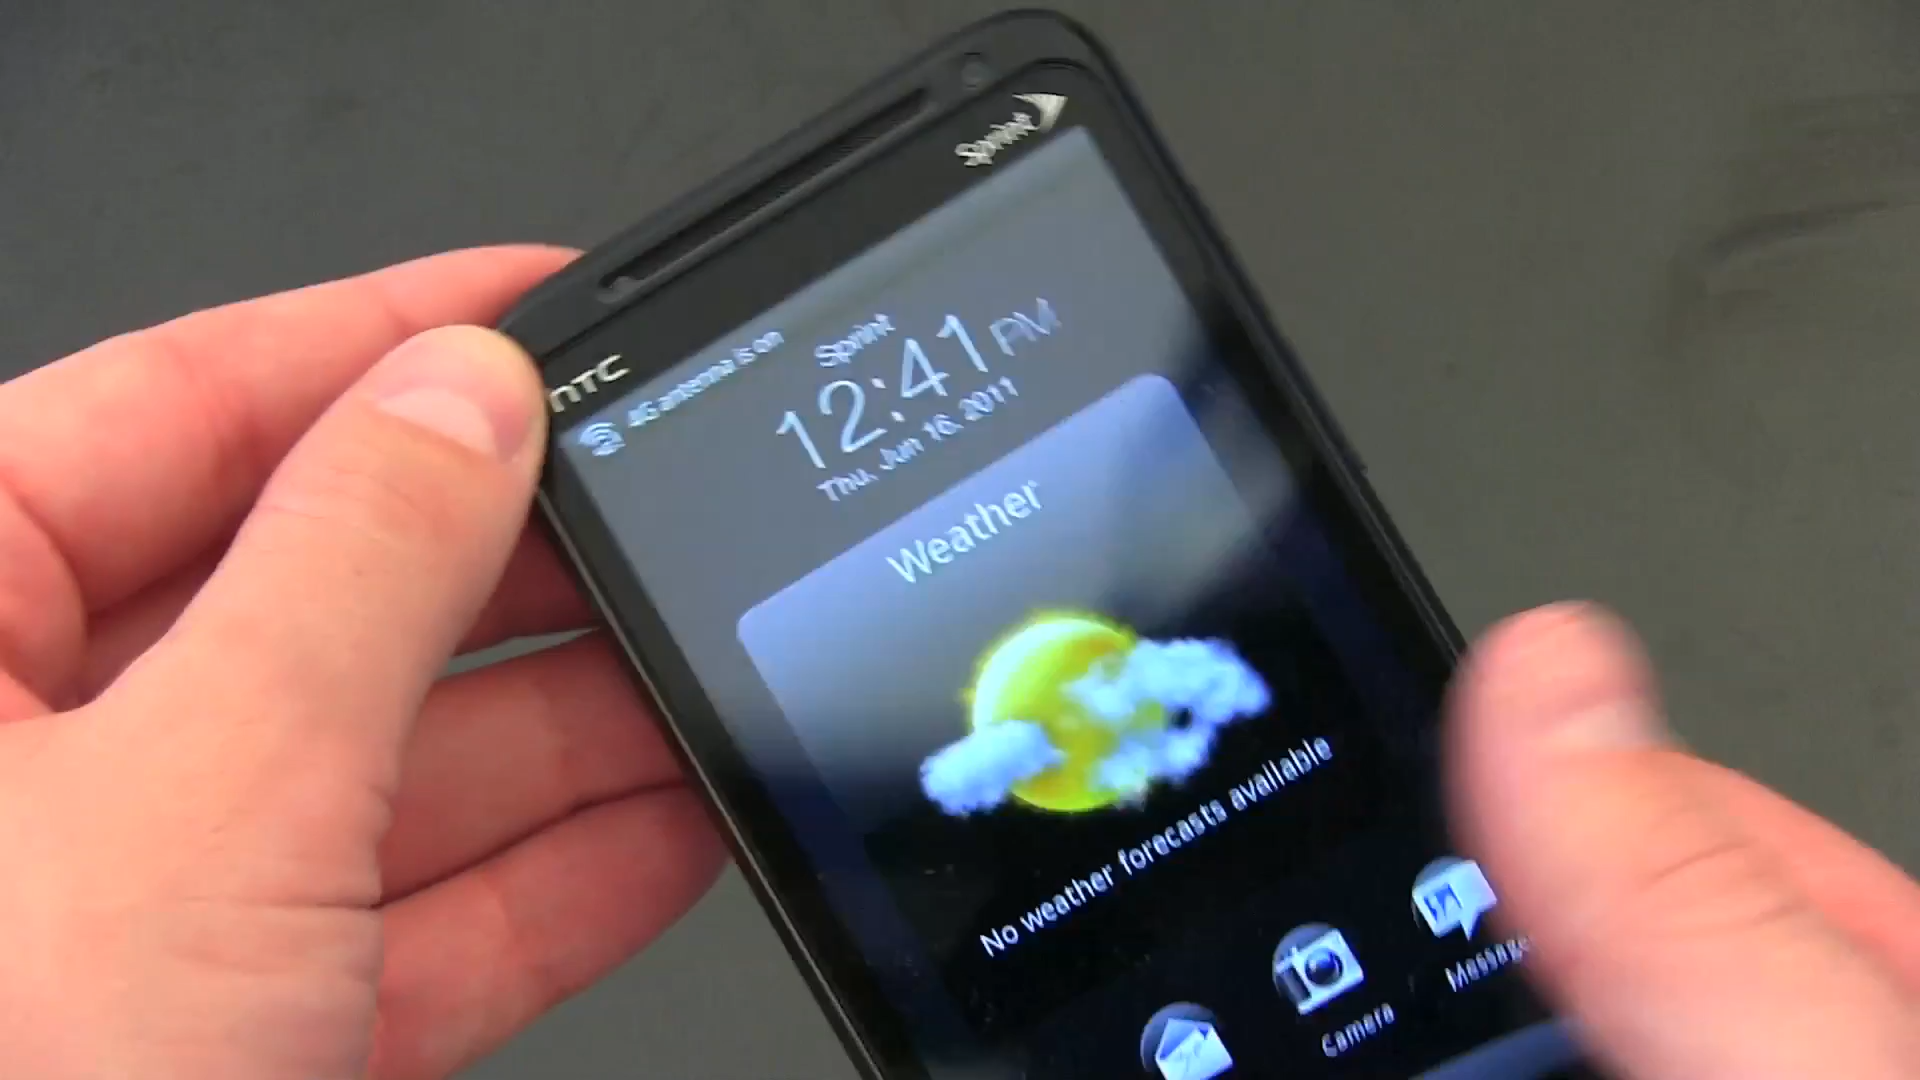 Sprint
hTC
4G antenna is on
Sprint
12:41 PM
Thu, Jun 16, 2011
Weather
No weather forecasts available
Message
Camera